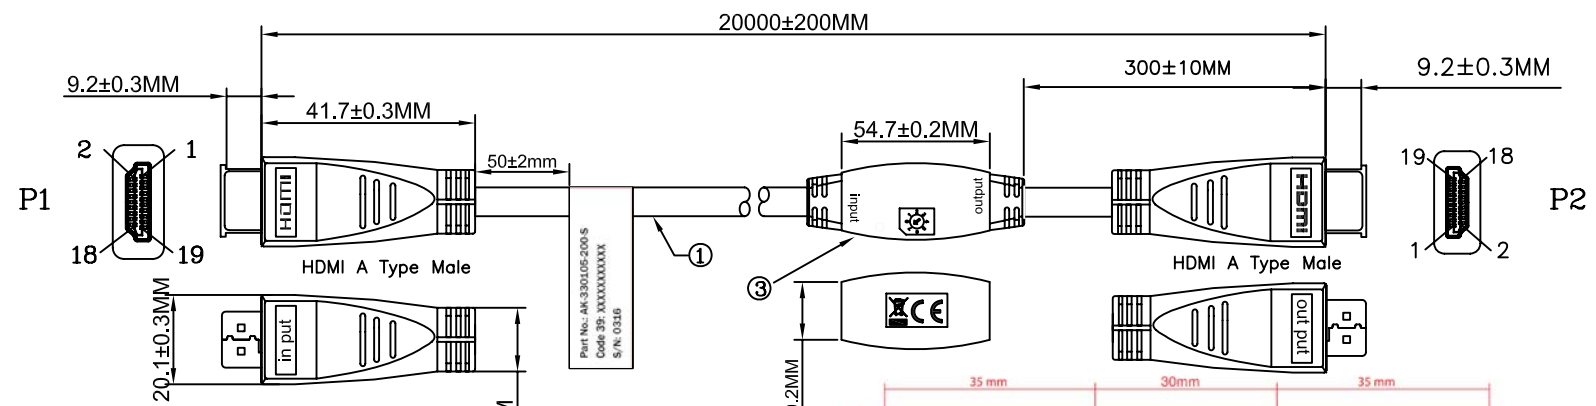 20000±200MM
300±10MM
9.2±0.3MM
9.2±0.3MM
41.7±0.3MM
54.7±0.2MM
2
1
50±2mm
19
18
P1
HDMI
input
output
HDMI
P2
18
19
1
2
HDMI A Type Male
①
HDMI A Type Male
③
Part No.: AK-330105-200-S
Code 39: XXXXXXXXXXXX
S/N: 0316
20.1±0.3MM
in put
CE
out put
35 mm
30mm
35 mm